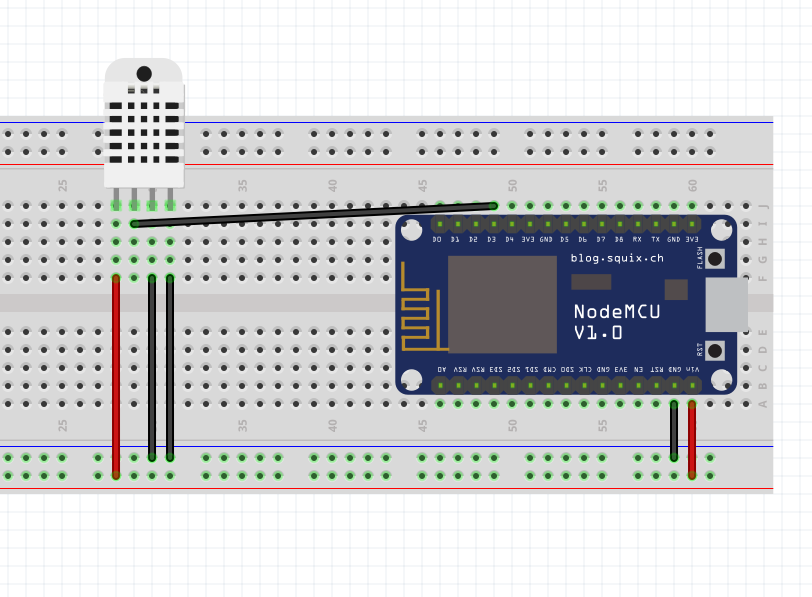 25 35 40 45 50 55 60
J
I
H
G
F
D0 D1 D2 D3 D4 3V3 GND D5 D6 D7 D8 RX TX GND 3V3
FLASH
blog.squix.ch
NodeMCU
V1.0
RST
A0 RSV RSV SD3 SD2 SD1 CMD SD0 CLK GND 3V3 EN RST GND Vin
E
D
C
B
A
25 35 40 45 50 55